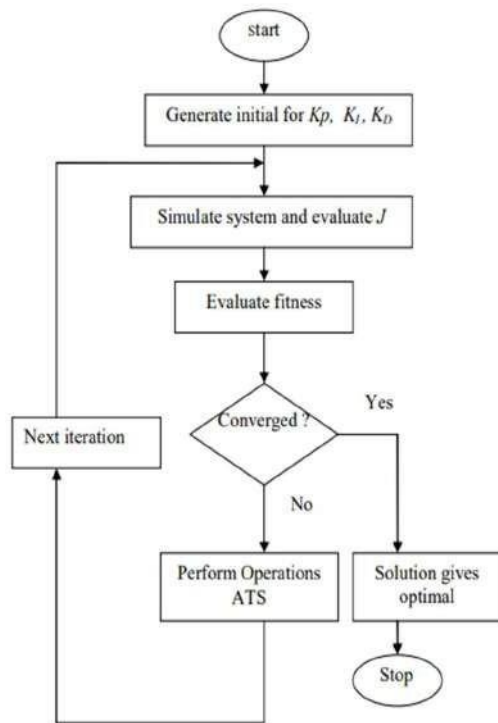 start
Generate initial for Kp, KI, KD
Simulate system and evaluate J
Evaluate fitness
Converged ?
Yes
Next iteration
No
Perform Operations
ATS
Solution gives
optimal
Stop